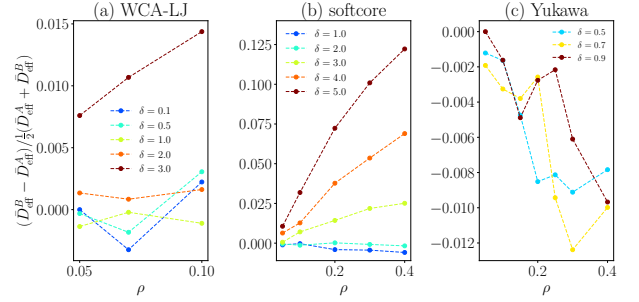 (a) WCA-LJ
(D̄ᴮ_eff − D̄ᴬ_eff)/½(D̄ᴬ_eff + D̄ᴮ_eff)
0.015
0.010
0.005
0.000
δ = 0.1
δ = 0.5
δ = 1.0
δ = 2.0
δ = 3.0
0.05
0.10
ρ
(b) softcore
0.125
0.100
0.075
0.050
0.025
0.000
δ = 1.0
δ = 2.0
δ = 3.0
δ = 4.0
δ = 5.0
0.2
0.4
ρ
(c) Yukawa
0.000
−0.002
−0.004
−0.006
−0.008
−0.010
−0.012
δ = 0.5
δ = 0.7
δ = 0.9
0.0
0.2
0.4
ρ